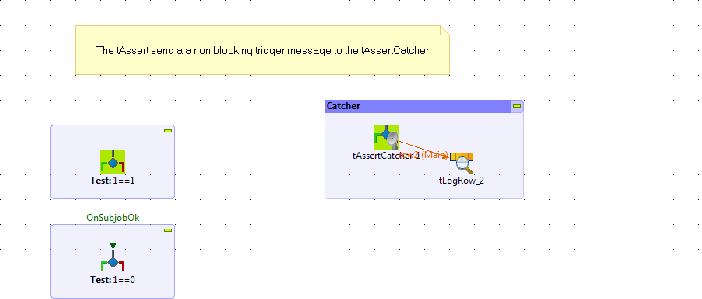 The tAssert send a a non blocking trigger message to the tAssertCatcher
Catcher
tAssertCatcher_1
(Main)
tLogRow_2
Test: 1==1
OnSubjobOk
Test: 1==0